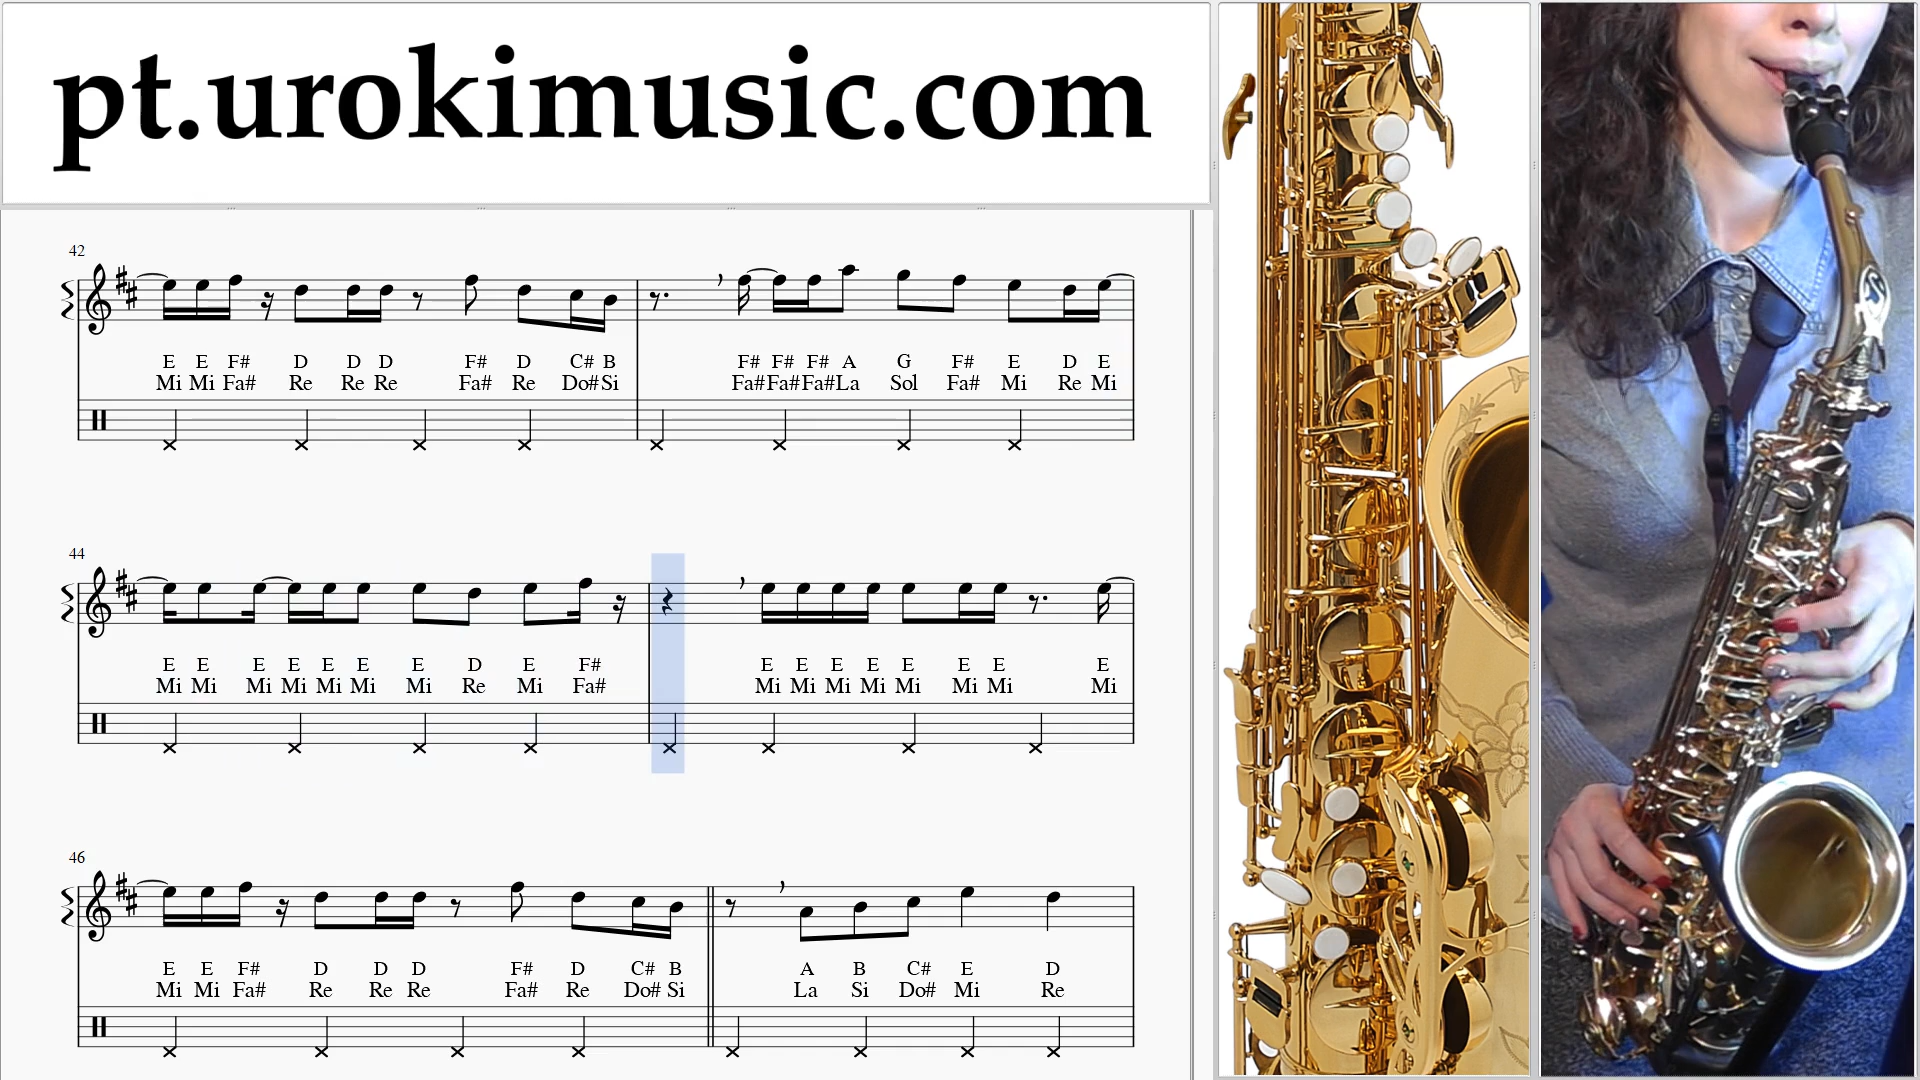 pt.urokimusic.com
42
E E F# D D D F# D C# B F# F# F# A G F# E D E
Mi Mi Fa# Re Re Re Fa# Re Do# Si Fa# Fa# Fa# La Sol Fa# Mi Re Mi
44
E E E E E E E D E F# E E E E E E E E
Mi Mi Mi Mi Mi Mi Mi Re Mi Fa# Mi Mi Mi Mi Mi Mi Mi Mi
46
E E F# D D D F# D C# B A B C# E D
Mi Mi Fa# Re Re Re Fa# Re Do# Si La Si Do# Mi Re